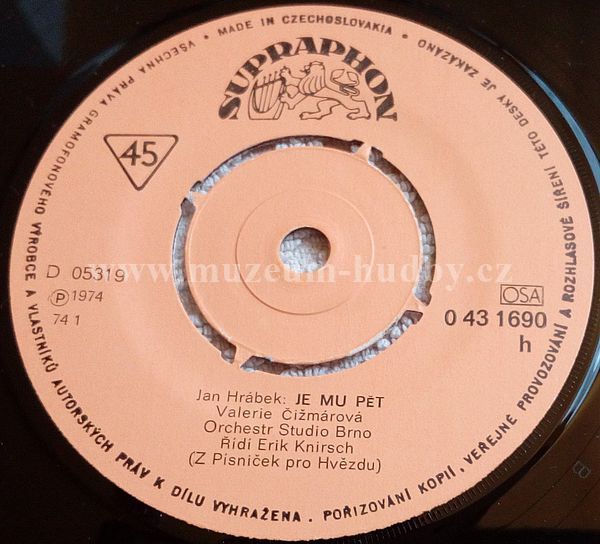 VŠECHNA PRÁVA GRAMOFONOVÉHO VÝROBCE A VLASTNÍKŮ AUTORSKÝCH PRÁV K DÍLU VYHRAŽENA. POŘIZOVÁNÍ KOPIÍ, VEŘEJNÉ PROVOZOVÁNÍ A ROZHLASOVÉ ŠÍŘENÍ TÉTO DESKY JE ZAKÁZÁNO • MADE IN CZECHOSLOVAKIA •
SUPRAPHON
45
www.muzeum-hudby.cz
D 05319
Ⓟ 1974
74 1
OSA
0 43 1690
h
Jan Hrábek: JE MU PĚT
Valerie Čižmárová
Orchestr Studio Brno
Řídí Erik Knirsch
(Z Písniček pro Hvězdu)